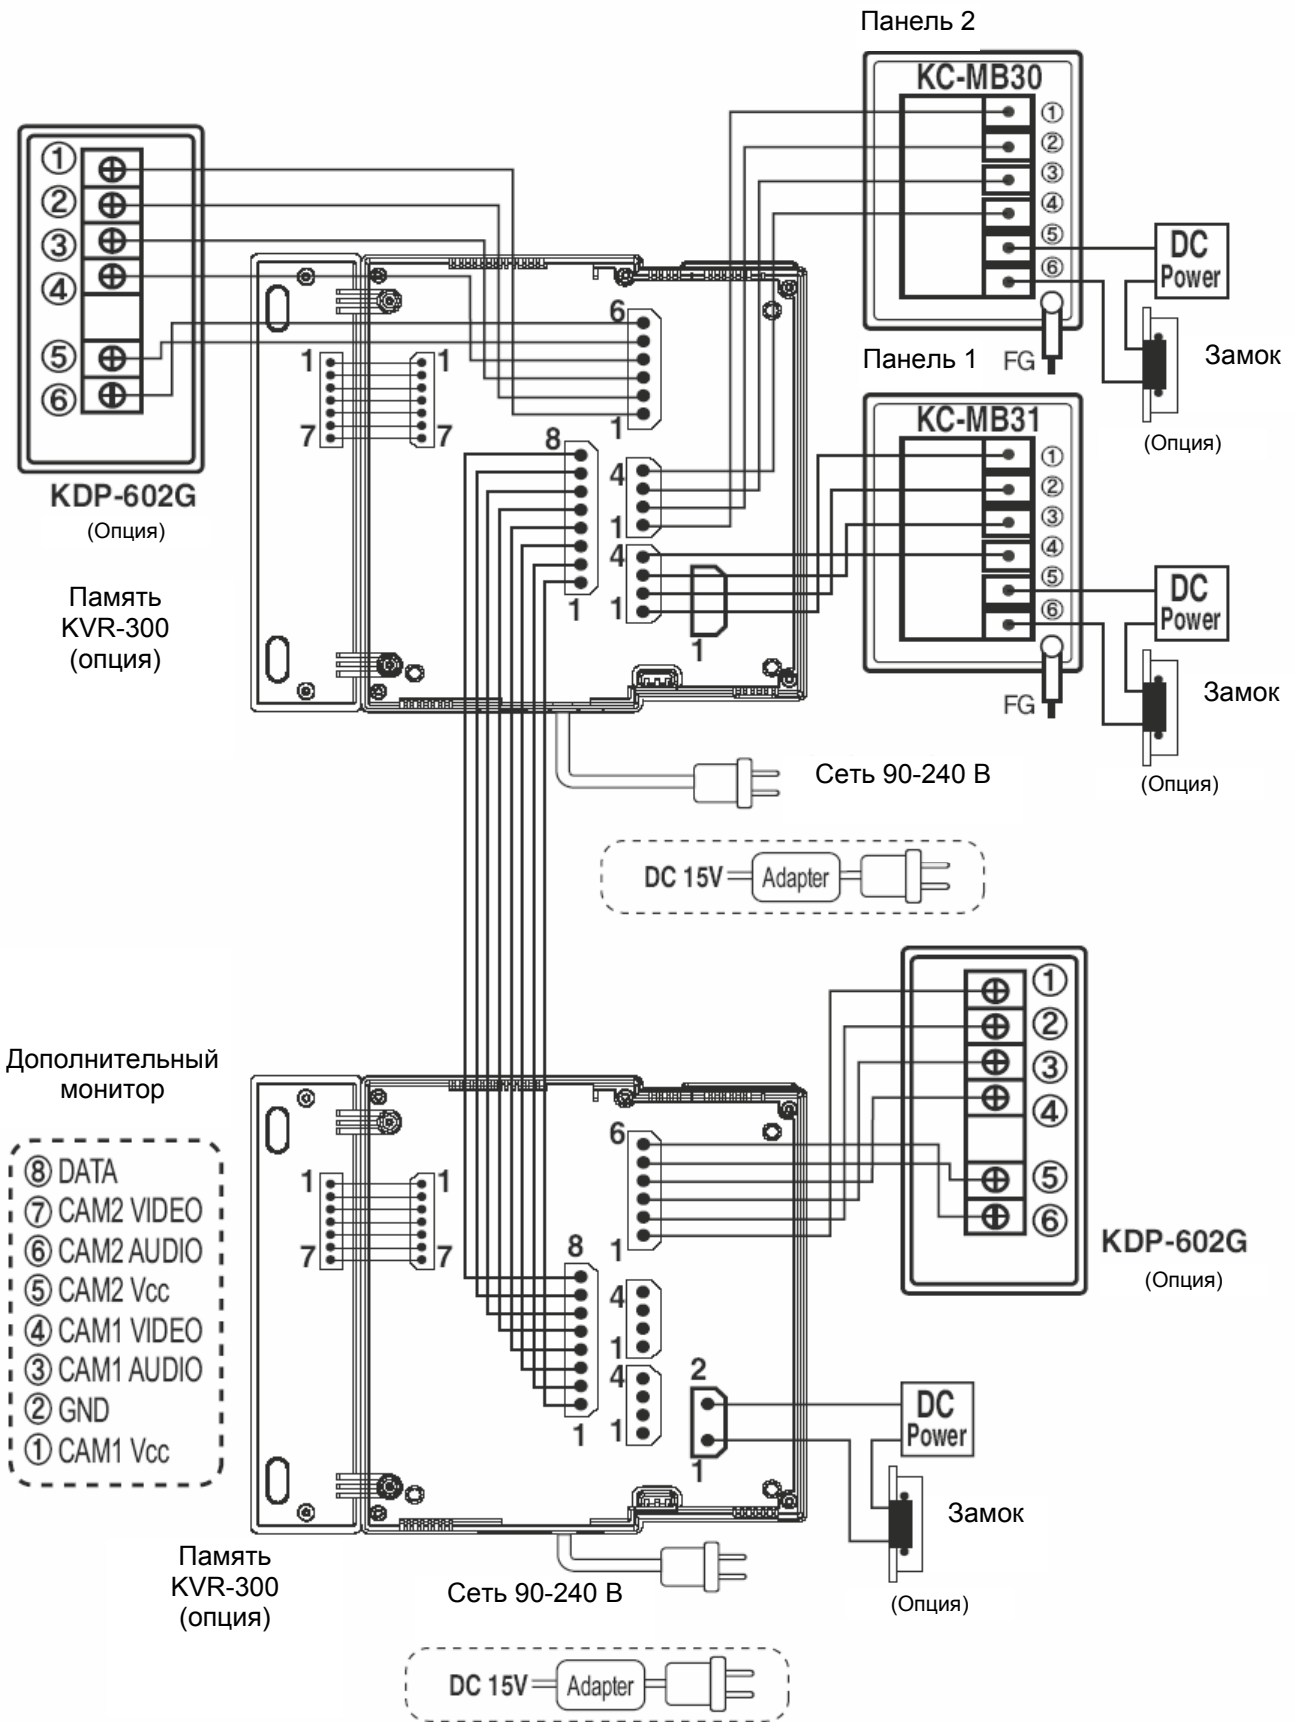 Панель 2
KC-MB30
①
②
③
④
⑤
⑥
FG
DC
Power
Замок
(Опция)
①
②
③
④
⑤
⑥
KDP-602G
(Опция)
Память
KVR-300
(опция)
1
7
1
7
6
1
8
1
4
1
4
1
1
Панель 1
KC-MB31
①
②
③
④
⑤
⑥
FG
DC
Power
Замок
(Опция)
Сеть 90-240 В
DC 15V
Adapter
Дополнительный
монитор
⑧ DATA
⑦ CAM2 VIDEO
⑥ CAM2 AUDIO
⑤ CAM2 Vcc
④ CAM1 VIDEO
③ CAM1 AUDIO
② GND
① CAM1 Vcc
1
7
1
7
6
1
8
1
4
1
4
1
2
1
①
②
③
④
⑤
⑥
KDP-602G
(Опция)
DC
Power
Замок
(Опция)
Память
KVR-300
(опция)
Сеть 90-240 В
DC 15V
Adapter